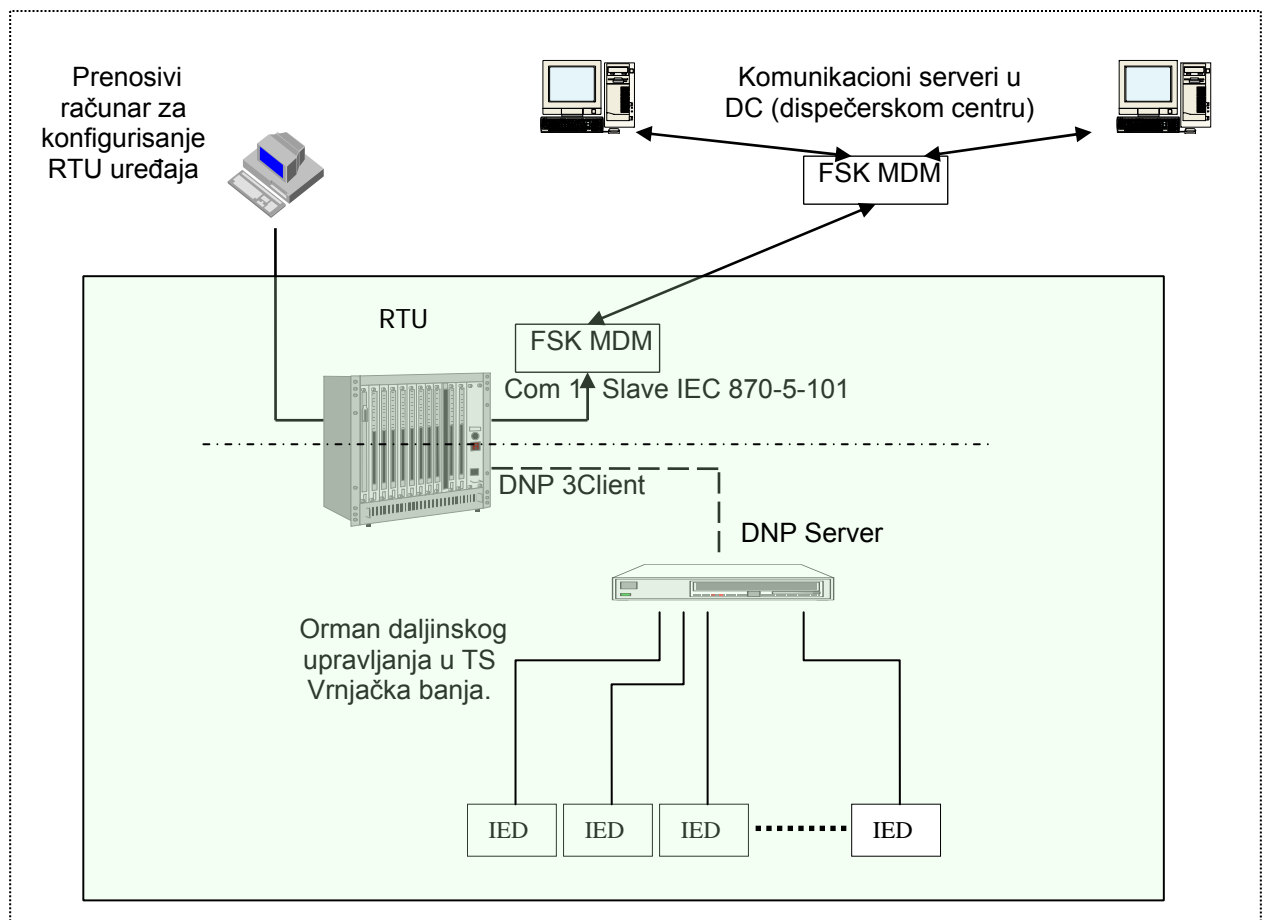 Prenosivi
računar za
konfigurisanje
RTU uređaja
Komunikacioni serveri u
DC (dispečerskom centru)
FSK MDM
RTU
FSK MDM
Com 1 Slave IEC 870-5-101
DNP 3Client
DNP Server
Orman daljinskog
upravljanja u TS
Vrnjačka banja.
IED
IED
IED
IED